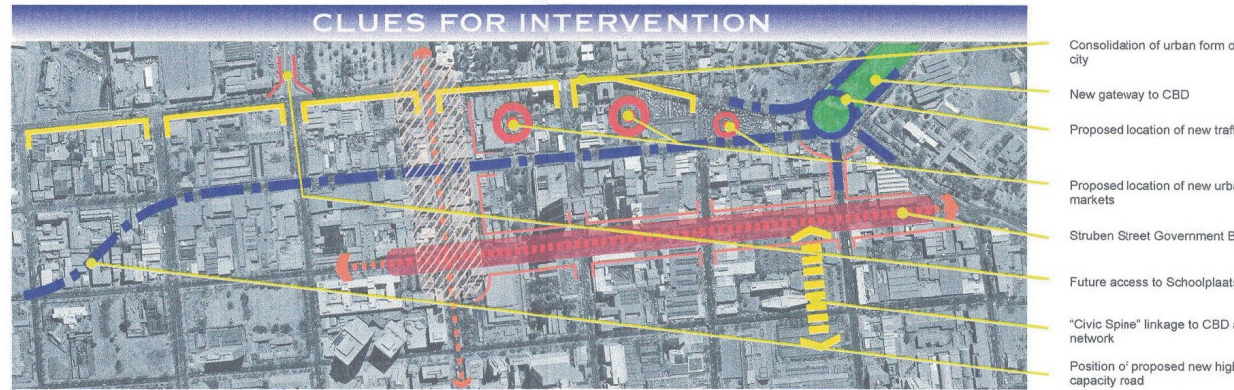 CLUES FOR INTERVENTION
Consolidation of urban form o
city
New gateway to CBD
Proposed location of new traf
Proposed location of new urba
markets
Struben Street Government B
Future access to Schoolplaats
"Civic Spine" linkage to CBD
network
Position of proposed new high
capacity road